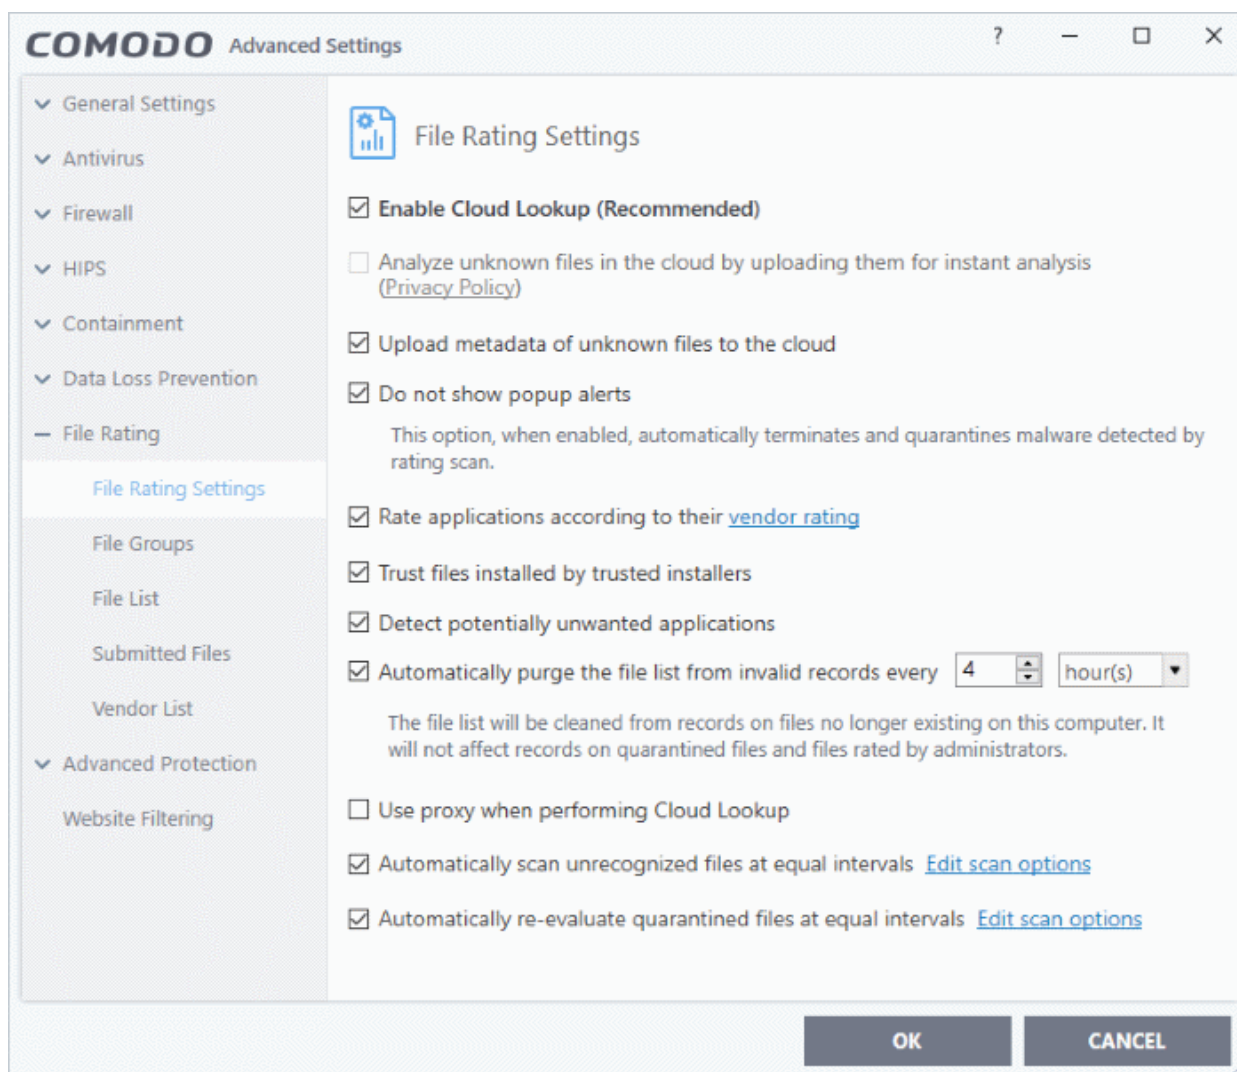 COMODO Advanced Settings
?
General Settings
Antivirus
Firewall
HIPS
Containment
Data Loss Prevention
File Rating
File Rating Settings
File Groups
File List
Submitted Files
Vendor List
Advanced Protection
Website Filtering
File Rating Settings
Enable Cloud Lookup (Recommended)
Analyze unknown files in the cloud by uploading them for instant analysis
(Privacy Policy)
Upload metadata of unknown files to the cloud
Do not show popup alerts
This option, when enabled, automatically terminates and quarantines malware detected by
rating scan.
Rate applications according to their vendor rating
Trust files installed by trusted installers
Detect potentially unwanted applications
Automatically purge the file list from invalid records every 4 hour(s)
The file list will be cleaned from records on files no longer existing on this computer. It
will not affect records on quarantined files and files rated by administrators.
Use proxy when performing Cloud Lookup
Automatically scan unrecognized files at equal intervals Edit scan options
Automatically re-evaluate quarantined files at equal intervals Edit scan options
OK
CANCEL